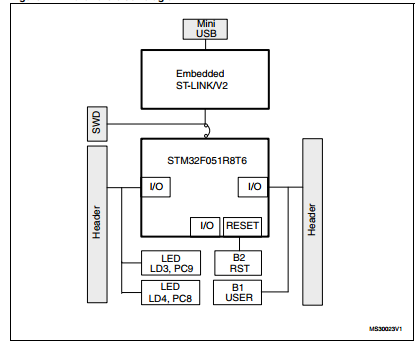 Mini
USB
Embedded
ST-LINK/V2
SWD
STM32F051R8T6
I/O
I/O
Header
Header
I/O
RESET
LED
LD3, PC9
B2
RST
LED
LD4, PC8
B1
USER
MS30023V1